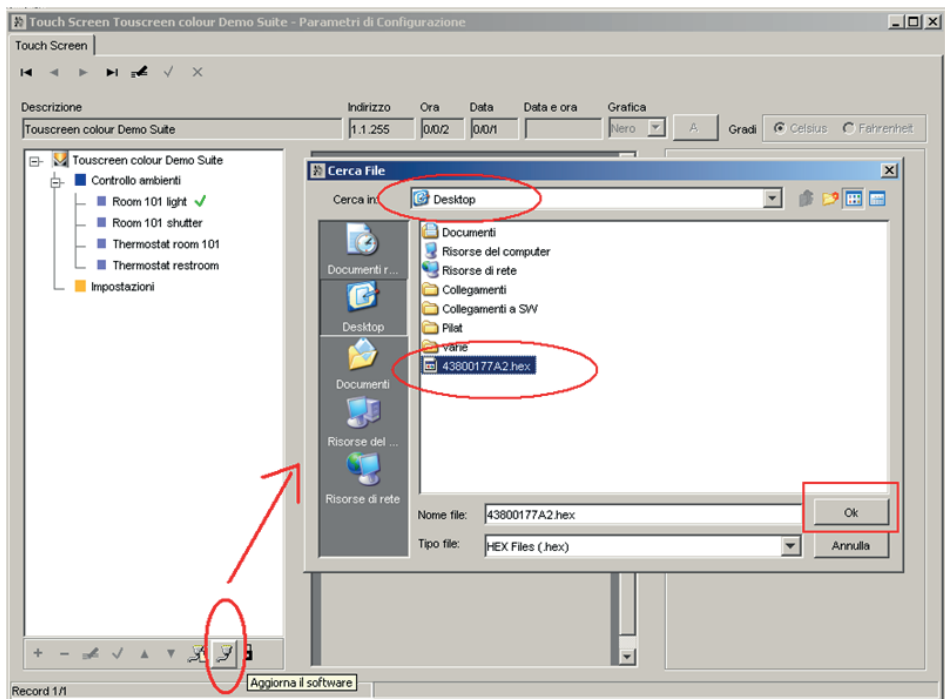 Touch Screen Touscreen colour Demo Suite - Parametri di Configurazione
Touch Screen
Descrizione Indirizzo Ora Data Data e ora Grafica
Touscreen colour Demo Suite 1.1.255 0/0/2 0/0/1 Nero A Gradi Celsius Fahrenheit
Touscreen colour Demo Suite
Controllo ambienti
Room 101 light
Room 101 shutter
Thermostat room 101
Thermostat restroom
Impostazioni
Cerca File
Cerca in: Desktop
Documenti r...
Desktop
Documenti
Risorse del ...
Risorse di rete
Documenti
Risorse del computer
Risorse di rete
Collegamenti
Collegamenti a SW
Pilat
varie
43800177A2.hex
Nome file: 43800177A2.hex Ok
Tipo file: HEX Files (.hex) Annulla
Aggiorna il software
Record 1/1